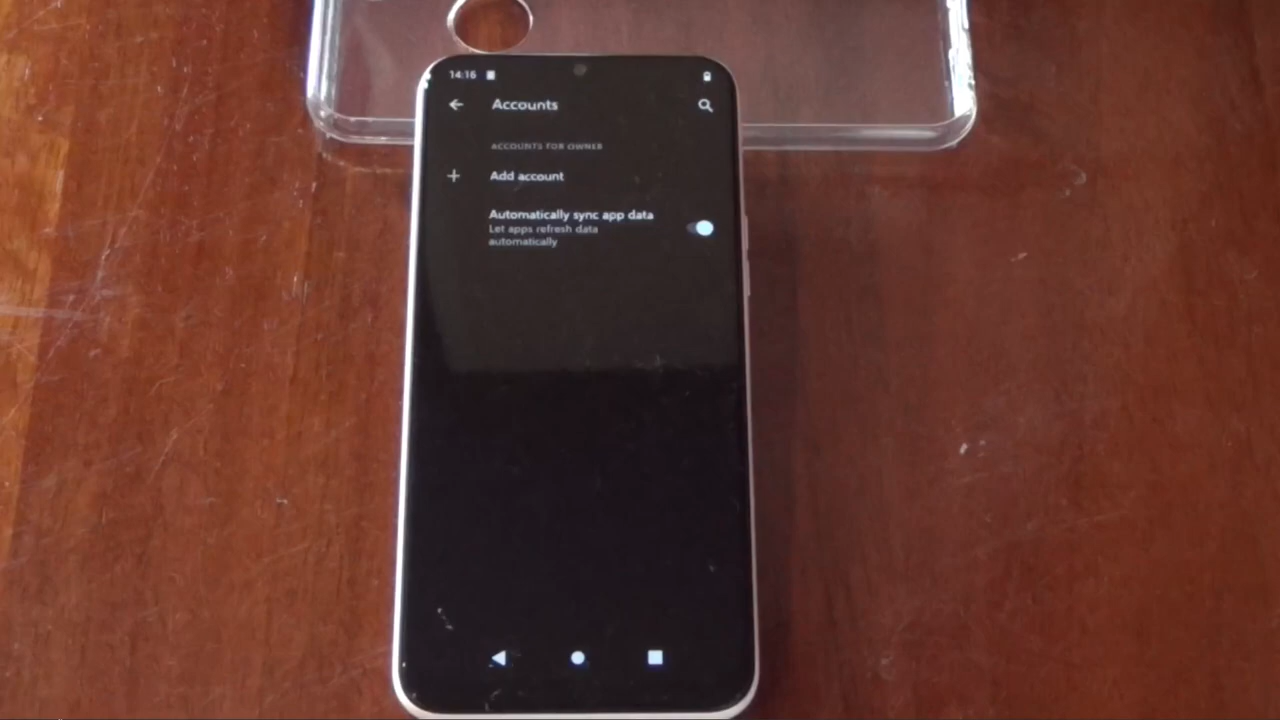 14:16
Accounts
ACCOUNTS FOR OWNER
Add account
Automatically sync app data
Let apps refresh data
automatically